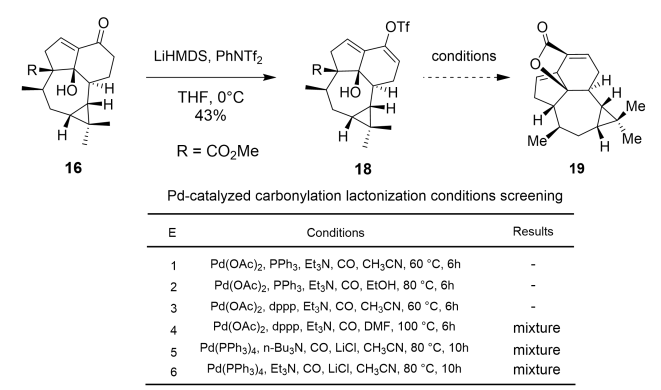 O
R
HO
H
H
H
16
LiHMDS, PhNTf2
THF, 0°C
43%
R = CO2Me
OTf
R
HO
H
H
H
18
conditions
O
O
H
H
Me
Me
H
H
Me
19
Pd-catalyzed carbonylation lactonization conditions screening
E Conditions Results
1 Pd(OAc)2, PPh3, Et3N, CO, CH3CN, 60 °C, 6h -
2 Pd(OAc)2, PPh3, Et3N, CO, EtOH, 80 °C, 6h -
3 Pd(OAc)2, dppp, Et3N, CO, CH3CN, 60 °C, 6h -
4 Pd(OAc)2, dppp, Et3N, CO, DMF, 100 °C, 6h mixture
5 Pd(PPh3)4, n-Bu3N, CO, LiCl, CH3CN, 80 °C, 10h mixture
6 Pd(PPh3)4, Et3N, CO, LiCl, CH3CN, 80 °C, 10h mixture